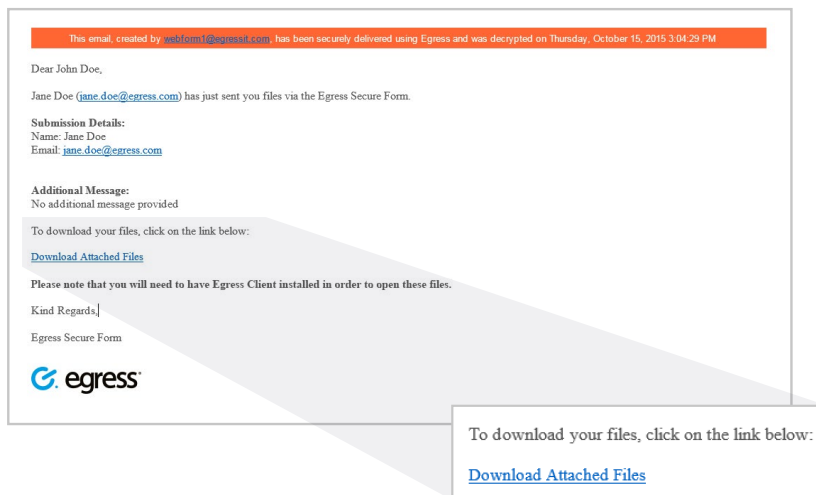 This email, created by webform1@egressit.com, has been securely delivered using Egress and was decrypted on Thursday, October 15, 2015 3:04:29 PM
Dear John Doe,
Jane Doe (jane.doe@egress.com) has just sent you files via the Egress Secure Form.
Submission Details:
Name: Jane Doe
Email: jane.doe@egress.com
Additional Message:
No additional message provided
To download your files, click on the link below:
Download Attached Files
Please note that you will need to have Egress Client installed in order to open these files.
Kind Regards,
Egress Secure Form
egress
To download your files, click on the link below:
Download Attached Files